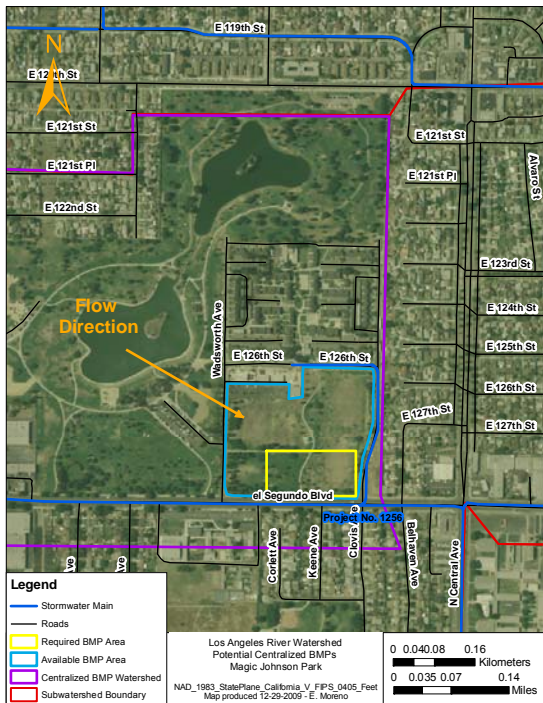 E 119th St
N
E 120th St
E 121st St
E 121st St
E 121st Pl
E 121st Pl
Alvaro St
E 122nd St
E 123rd St
Flow
Direction
Wadsworth Ave
E 124th St
E 125th St
E 126th St
E 126th St
E 126th St
E 127th St
E 127th St
el Segundo Blvd
Project No. 1256
Corlett Ave
Keene Ave
Clovis Ave
Belhaven Ave
N Central Ave
Ave
Ave
Legend
Stormwater Main
Roads
Required BMP Area
Available BMP Area
Centralized BMP Watershed
Subwatershed Boundary
Los Angeles River Watershed
Potential Centralized BMPs
Magic Johnson Park
NAD_1983_StatePlane_California_V_FIPS_0405_Feet
Map produced 12-29-2009 - E. Moreno
0 0.04 0.08 0.16
Kilometers
Miles
0 0.035 0.07 0.14